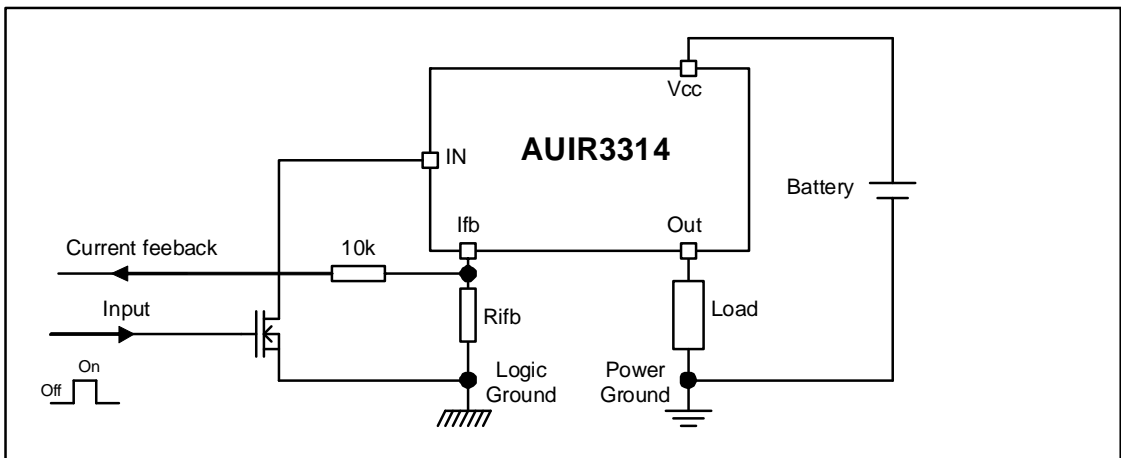 Vcc
AUIR3314
IN
Battery
Ifb
Out
Current feeback
10k
Input
Rifb
Load
On
Off
Logic
Ground
Power
Ground